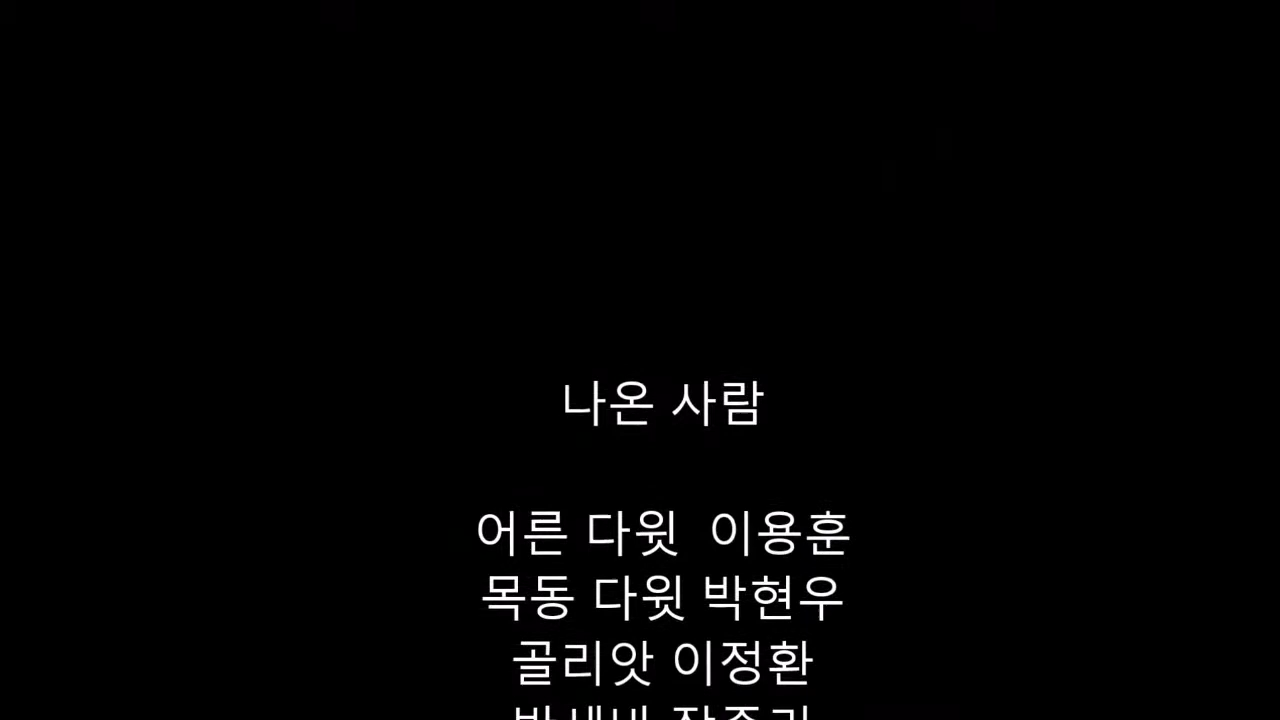 나온 사람
어른 다윗 이용훈
목동 다윗 박현우
골리앗 이정환